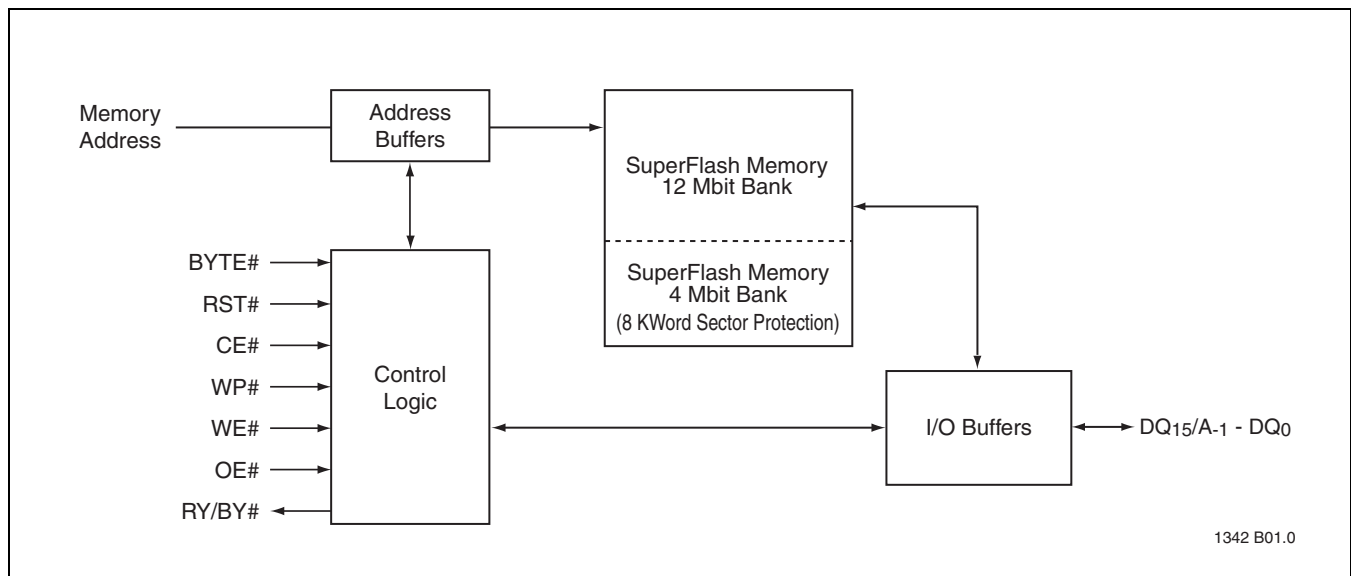 Memory
Address
Address
Buffers
SuperFlash Memory
12 Mbit Bank
SuperFlash Memory
4 Mbit Bank
(8 KWord Sector Protection)
BYTE#
RST#
CE#
WP#
WE#
OE#
RY/BY#
Control
Logic
I/O Buffers
DQ15/A-1 - DQ0
1342 B01.0